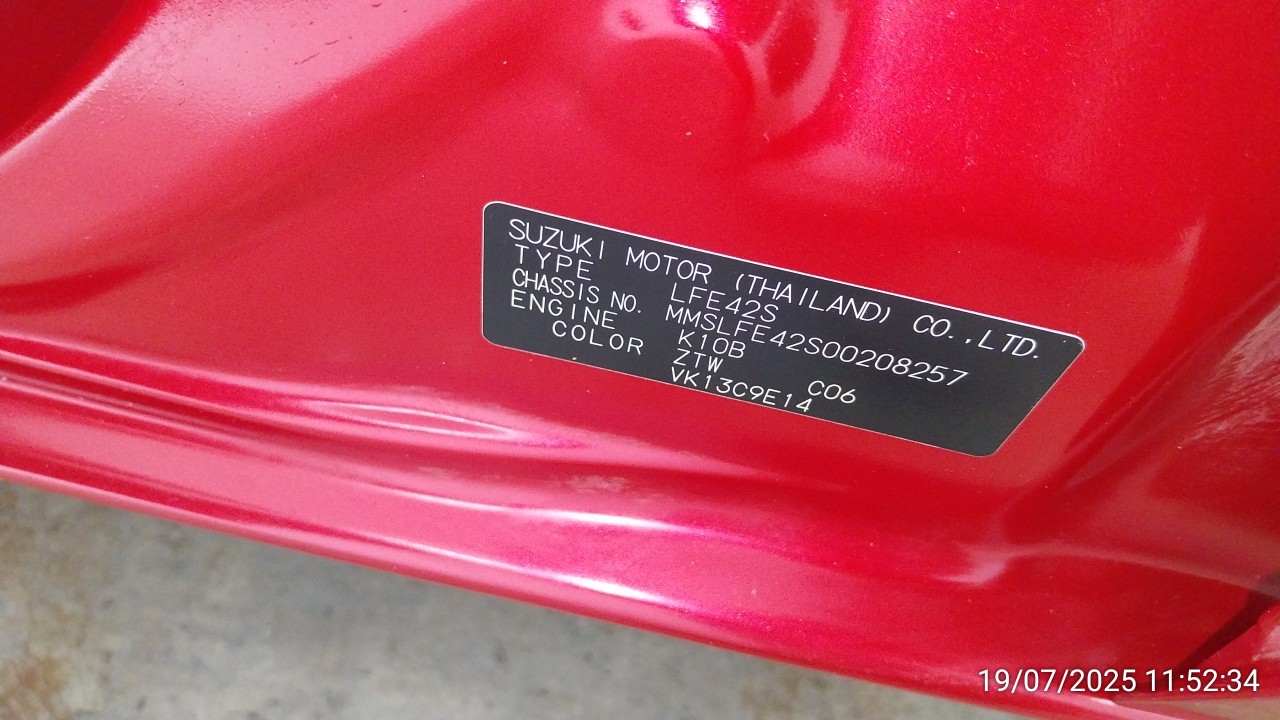 SUZUKI MOTOR (THAILAND) CO.,LTD.
TYPE LFE42S
CHASSIS NO. MMSLFE42S00208257
ENGINE K10B
COLOR ZTW C06
VK13C9E14
19/07/2025 11:52:34